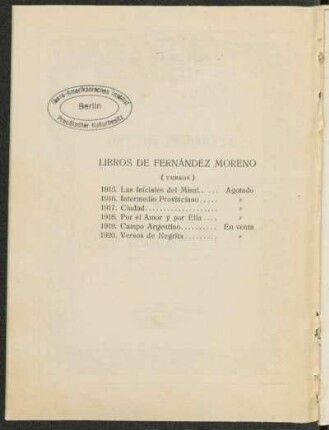 Ibero-Amerikanisches Institut
Berlin
Preußischer Kulturbesitz
LIBROS DE FERNÁNDEZ MORENO
(VERSOS)
1915. Las Iniciales del Misal..... Agotado
1916. Intermedio Provinciano..... »
1917. Ciudad.................... »
1918. Por el Amor y por Ella.... »
1919. Campo Argentino.......... En venta
1920. Versos de Negrita......... »